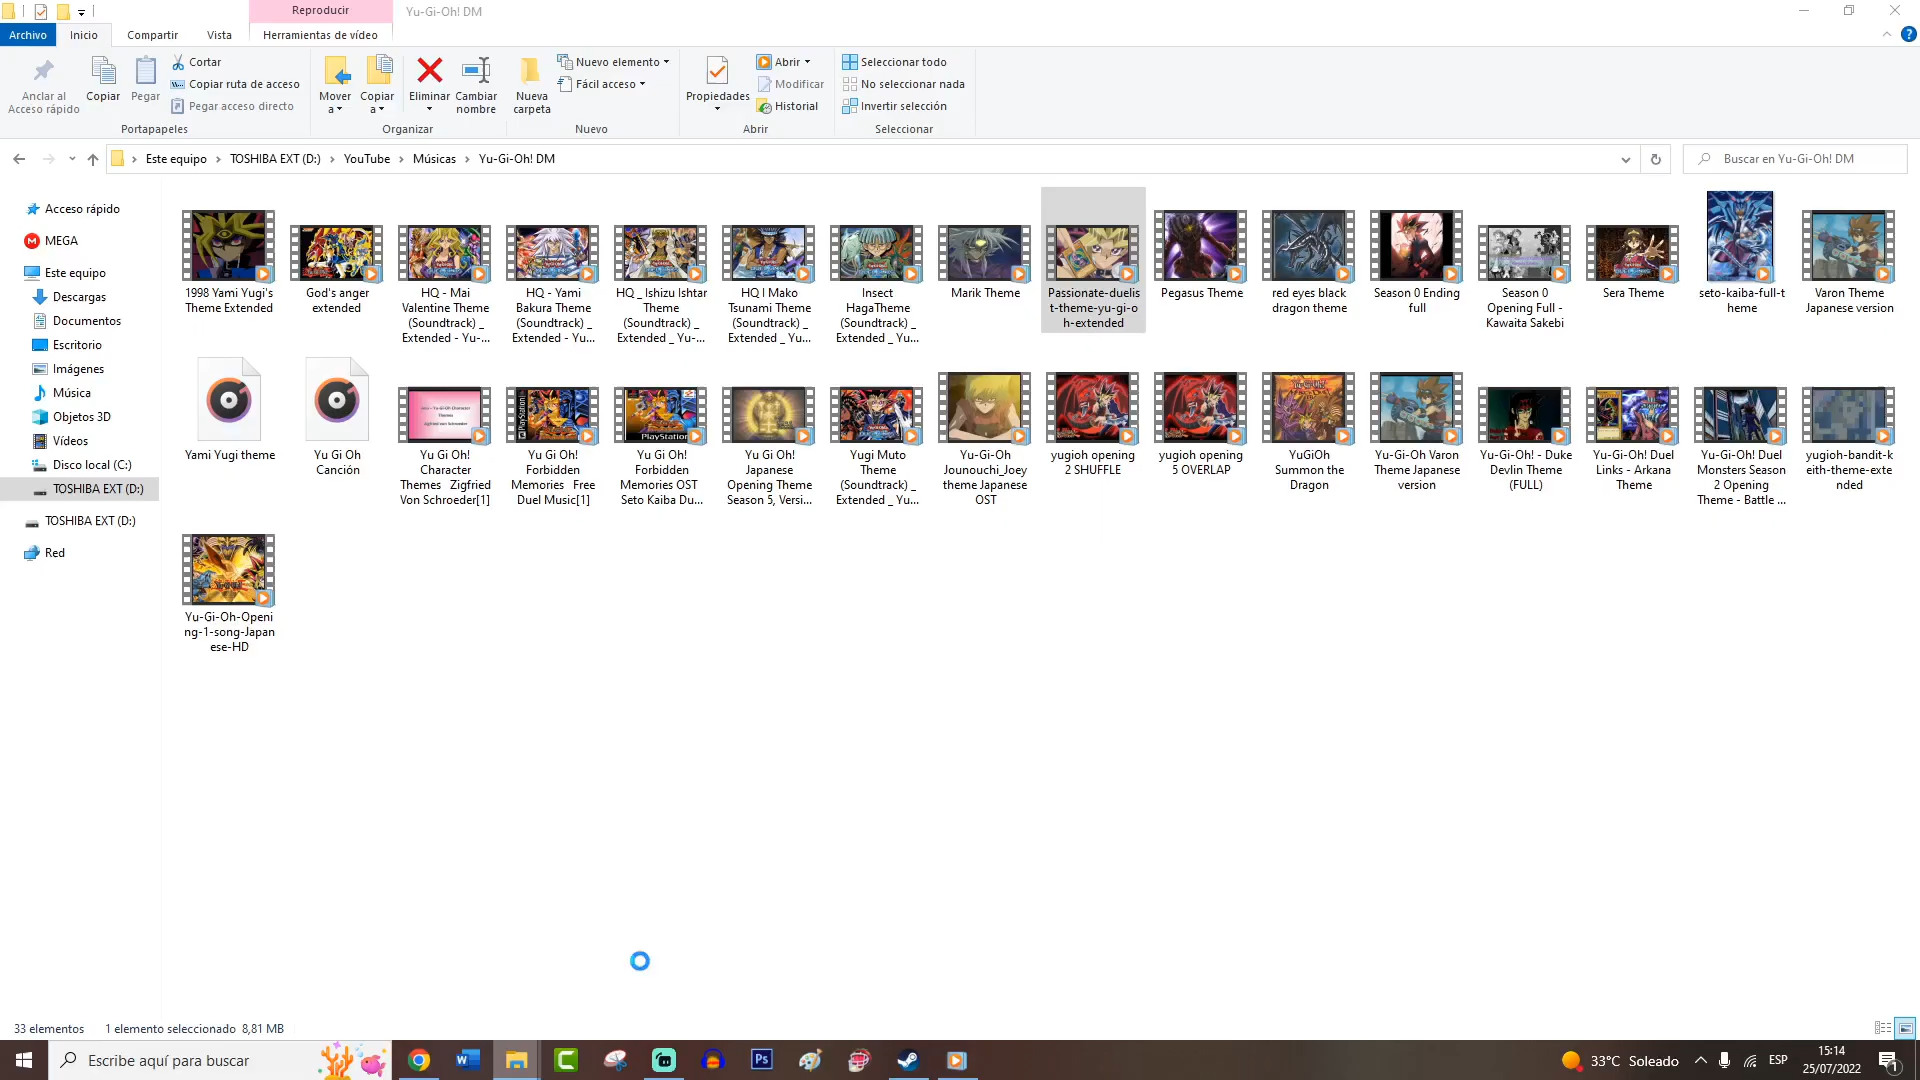 Reproducir
Yu-Gi-Oh! DM
Archivo
Inicio
Compartir
Vista
Herramientas de vídeo
Anclar al
Acceso rápido
Copiar
Pegar
Cortar
Copiar ruta de acceso
Pegar acceso directo
Portapapeles
Mover
a
Copiar
a
Eliminar
Cambiar
nombre
Organizar
Nueva
carpeta
Nuevo elemento
Fácil acceso
Nuevo
Propiedades
Abrir
Modificar
Historial
Abrir
Seleccionar todo
No seleccionar nada
Invertir selección
Seleccionar
Este equipo
TOSHIBA EXT (D:)
YouTube
Músicas
Yu-Gi-Oh! DM
Buscar en Yu-Gi-Oh! DM
Acceso rápido
MEGA
Este equipo
Descargas
Documentos
Escritorio
Imágenes
Música
Objetos 3D
Vídeos
Disco local (C:)
TOSHIBA EXT (D:)
TOSHIBA EXT (D:)
Red
1998 Yami Yugi's
Theme Extended
God's anger
extended
HQ - Mai
Valentine Theme
(Soundtrack) _
Extended - Yu-...
HQ - Yami
Bakura Theme
(Soundtrack) _
Extended - Yu...
HQ _ Ishizu Ishtar
Theme
(Soundtrack) _
Extended _ Yu-...
HQ l Mako
Tsunami Theme
(Soundtrack) _
Extended _ Yu...
Insect
HagaTheme
(Soundtrack) _
Extended _ Yu...
Marik Theme
Passionate-duelis
t-theme-yu-gi-o
h-extended
Pegasus Theme
red eyes black
dragon theme
Season 0 Ending
full
Season 0
Opening Full -
Kawaita Sakebi
Sera Theme
seto-kaiba-full-t
heme
Varon Theme
Japanese version
Yami Yugi theme
Yu Gi Oh
Canción
Yu Gi Oh!
Character
Themes Zigfried
Von Schroeder[1]
Yu Gi Oh!
Forbidden
Memories Free
Duel Music[1]
PlayStation
Yu Gi Oh!
Forbidden
Memories OST
Seto Kaiba Du...
Yu Gi Oh!
Japanese
Opening Theme
Season 5, Versi...
Yugi Muto
Theme
(Soundtrack) _
Extended _ Yu...
Yu-Gi-Oh
Jounouchi_Joey
theme Japanese
OST
yugioh opening
2 SHUFFLE
yugioh opening
5 OVERLAP
YuGiOh
Summon the
Dragon
Yu-Gi-Oh Varon
Theme Japanese
version
Yu-Gi-Oh! - Duke
Devlin Theme
(FULL)
Yu-Gi-Oh! Duel
Links - Arkana
Theme
Yu-Gi-Oh! Duel
Monsters Season
2 Opening
Theme - Battle ...
yugioh-bandit-k
eith-theme-exte
nded
Yu-Gi-Oh-Openi
ng-1-song-Japan
ese-HD
33 elementos
1 elemento seleccionado 8,81 MB
Escribe aquí para buscar
33°C Soleado
ESP
15:14
25/07/2022
1